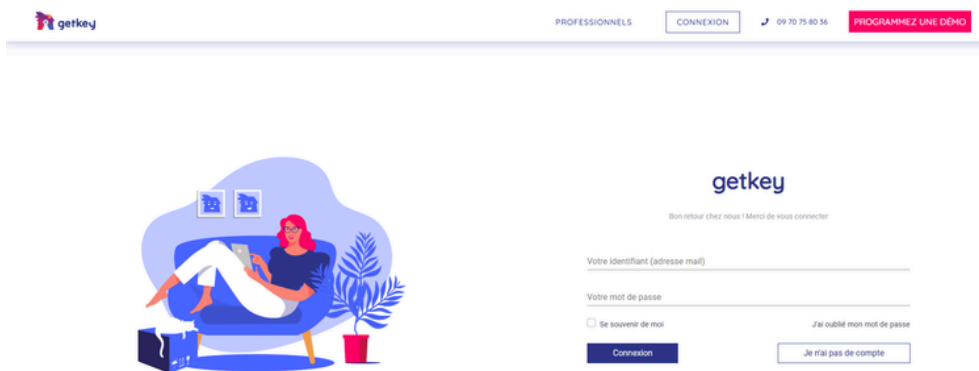 getkey
PROFESSIONNELS
CONNEXION
09 70 75 80 36
PROGRAMMEZ UNE DÉMO
getkey
Bon retour chez nous ! Merci de vous connecter
Votre identifiant (adresse mail)
Votre mot de passe
Se souvenir de moi
J'ai oublié mon mot de passe
Connexion
Je n'ai pas de compte